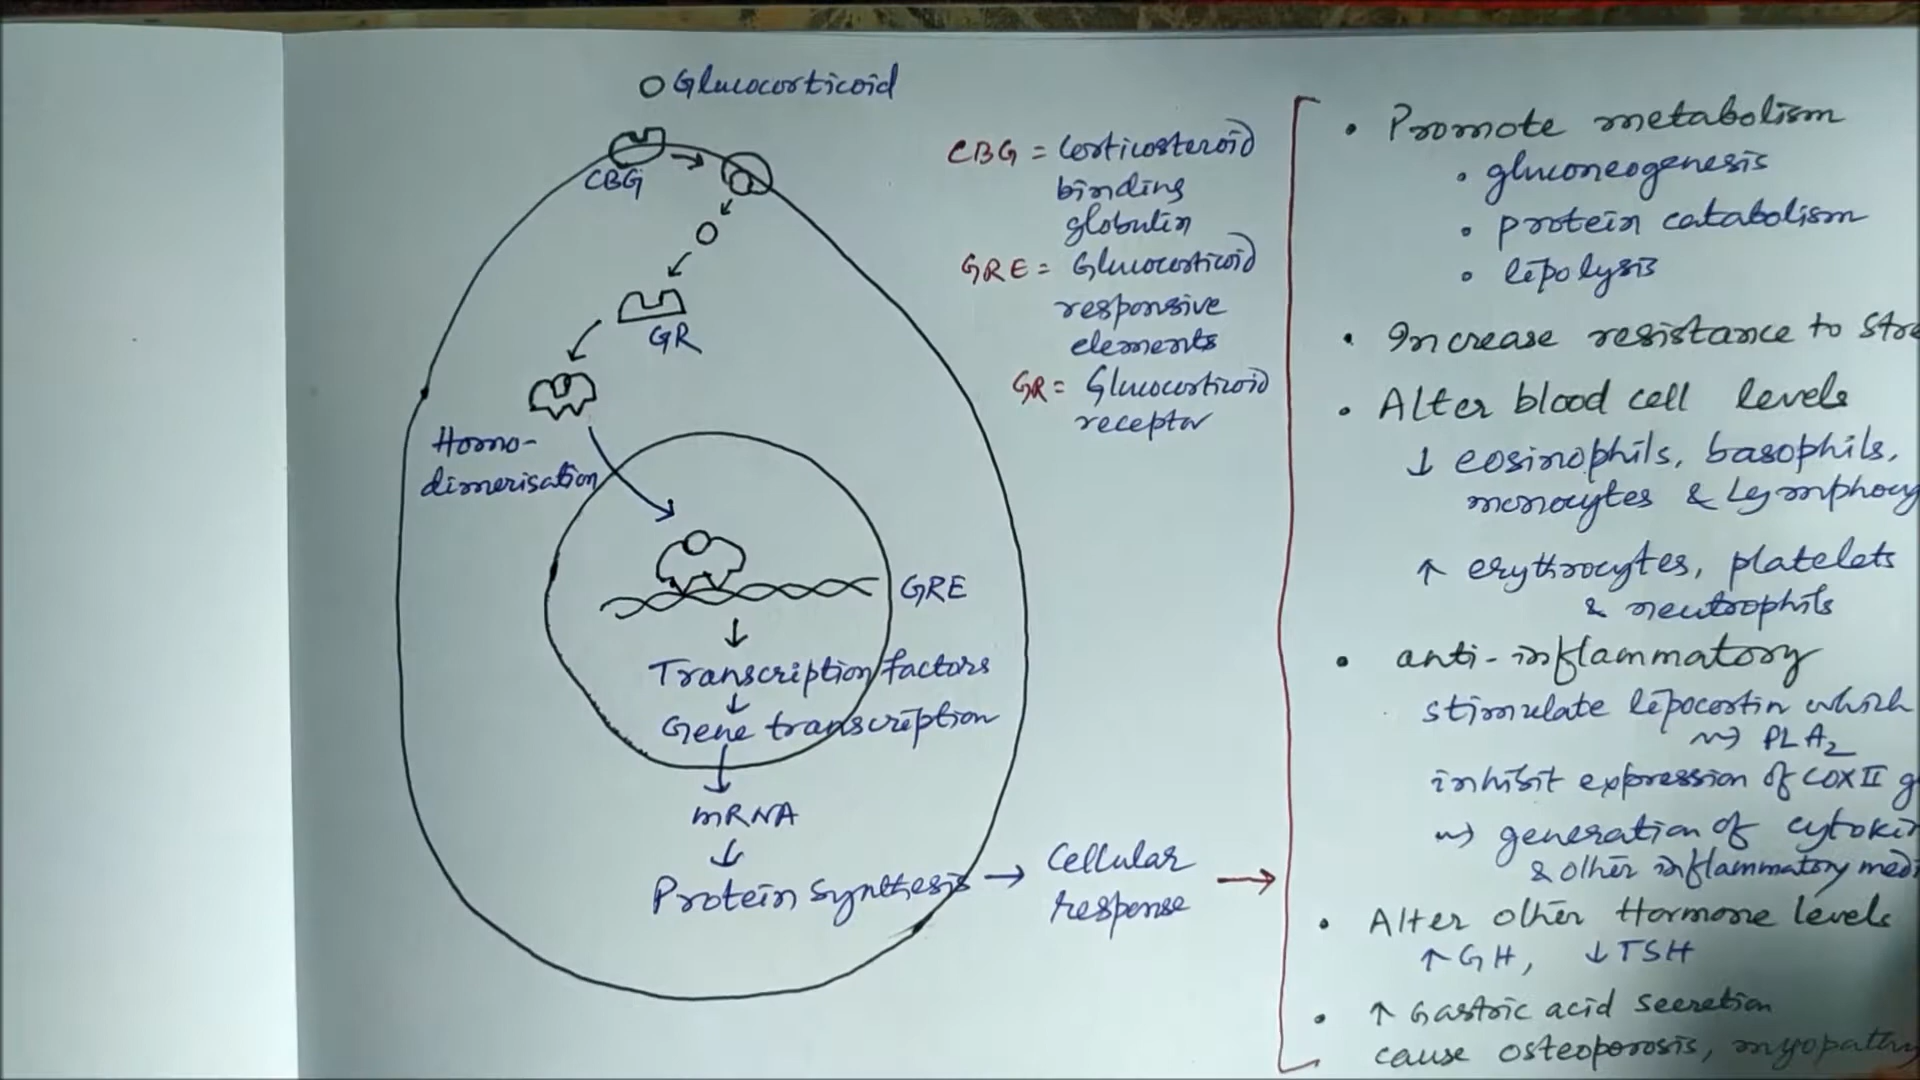 Glucocorticoid
CBG
GR
Homo-
dimerisation
GRE
Transcription factors
Gene transcription
mRNA
Protein synthesis → Cellular
response →
CBG = Corticosteroid
binding
globulin
GRE = Glucocorticoid
responsive
elements
GR = Glucocorticoid
receptor
• Promote metabolism
• gluconeogenesis
• protein catabolism
• lipolysis
• Increase resistance to
• Alter blood cell levels
↓ eosinophils, basophils,
monocytes &
↑ erythrocytes, platelets
& neutrophils
• anti-inflammatory
stimulate lipocortin which
PLA2
inhibit expression of COX II
generation of
& other inflammatory
• Alter other Hormone levels
↑ GH, ↓ TSH
• ↑ Gastric acid secretion
cause osteoporosis, myopathy